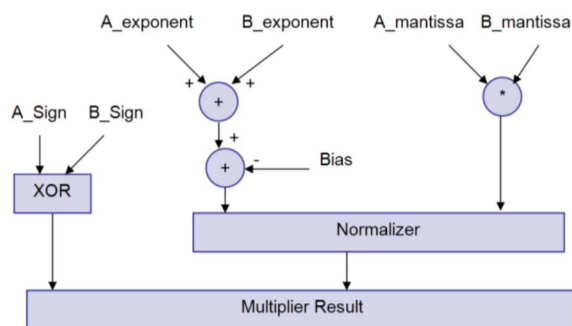 A_exponent B_exponent A_mantissa B_mantissa
+ +
+ *
A_Sign B_Sign
+
+ - Bias
XOR
Normalizer
Multiplier Result